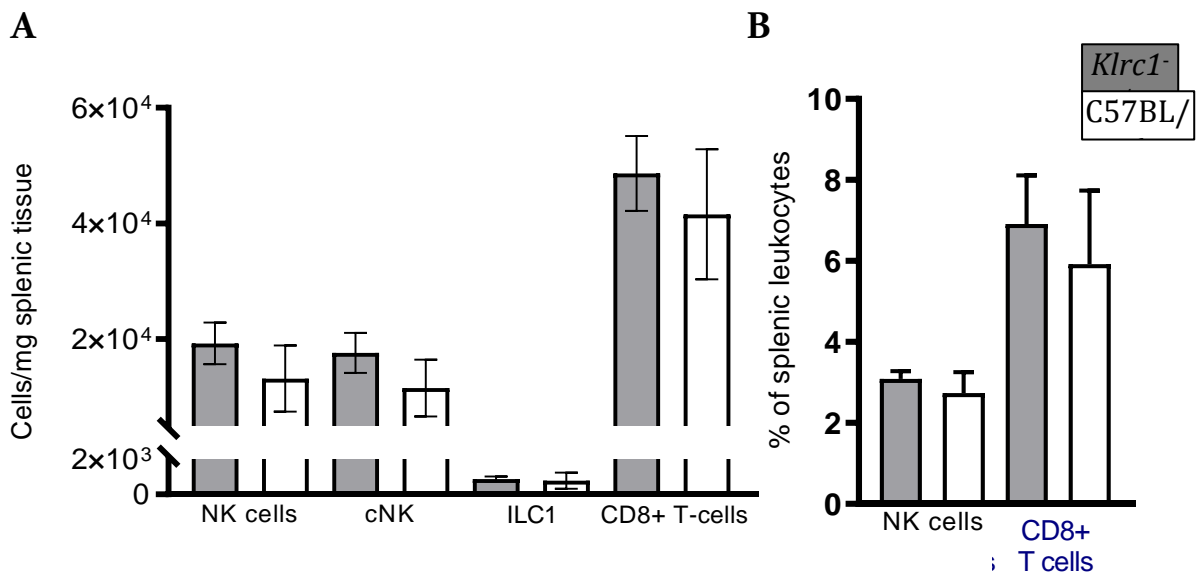 A
Cells/mg splenic tissue
6×10⁴
4×10⁴
2×10⁴
2×10³
0
NK cells
cNK
ILC1
CD8+ T-cells
B
Klrc1-
C57BL/
% of splenic leukocytes
10
8
6
4
2
0
NK cells
CD8+
T cells